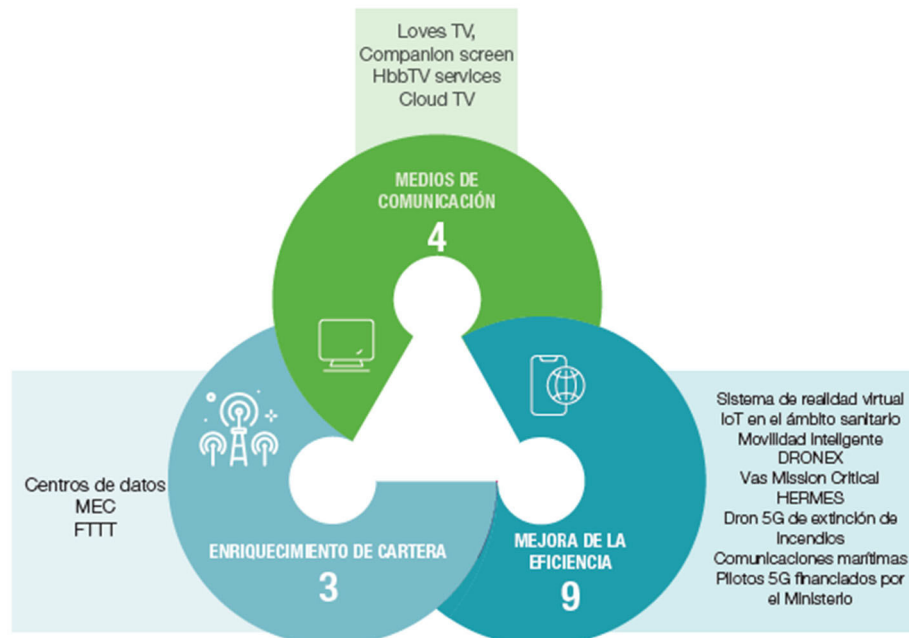 Loves TV,
Companion screen
HbbTV services
Cloud TV
MEDIOS DE
COMUNICACIÓN
4
Centros de datos
MEC
FTTT
ENRIQUECIMIENTO DE CARTERA
3
MEJORA DE LA
EFICIENCIA
9
Sistema de realidad virtual
IoT en el ámbito sanitario
Movilidad Inteligente
DRONEX
Vas Mission Critical
HERMES
Dron 5G de extinción de
Incendios
Comunicaciones marítimas
Pilotos 5G financiados por
el Ministerio